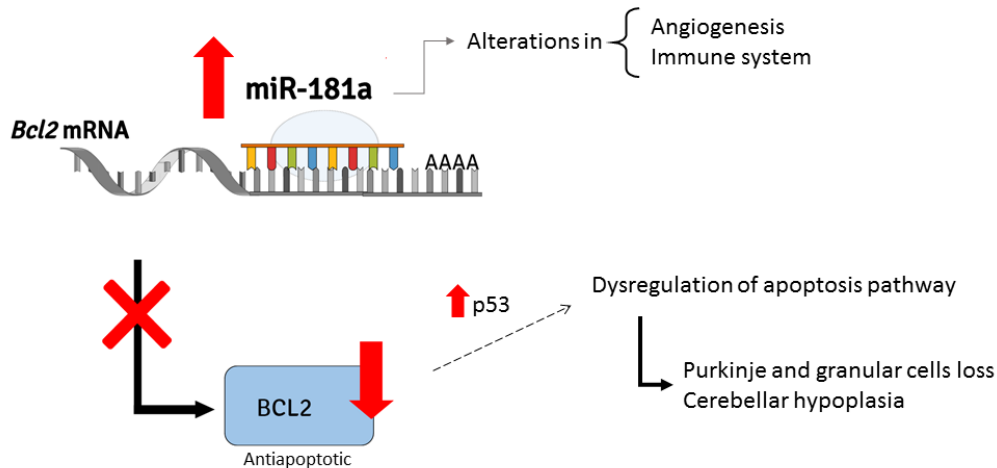 Angiogenesis
Alterations in
Immune system
miR-181a
Bcl2 mRNA
AAAA
p53
Dysregulation of apoptosis pathway
BCL2
Purkinje and granular cells loss
Cerebellar hypoplasia
Antiapoptotic